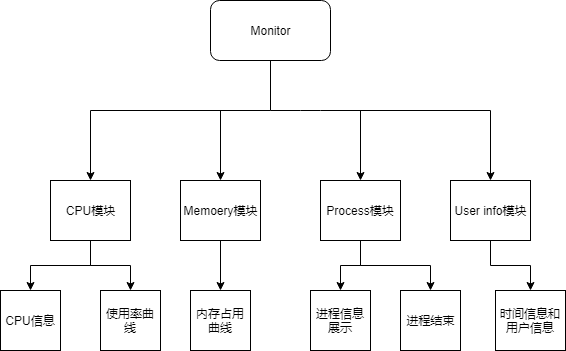 Monitor
CPU模块
Memoery模块
Process模块
User info模块
CPU信息
使用率曲
线
内存占用
曲线
进程信息
展示
进程结束
时间信息和
用户信息